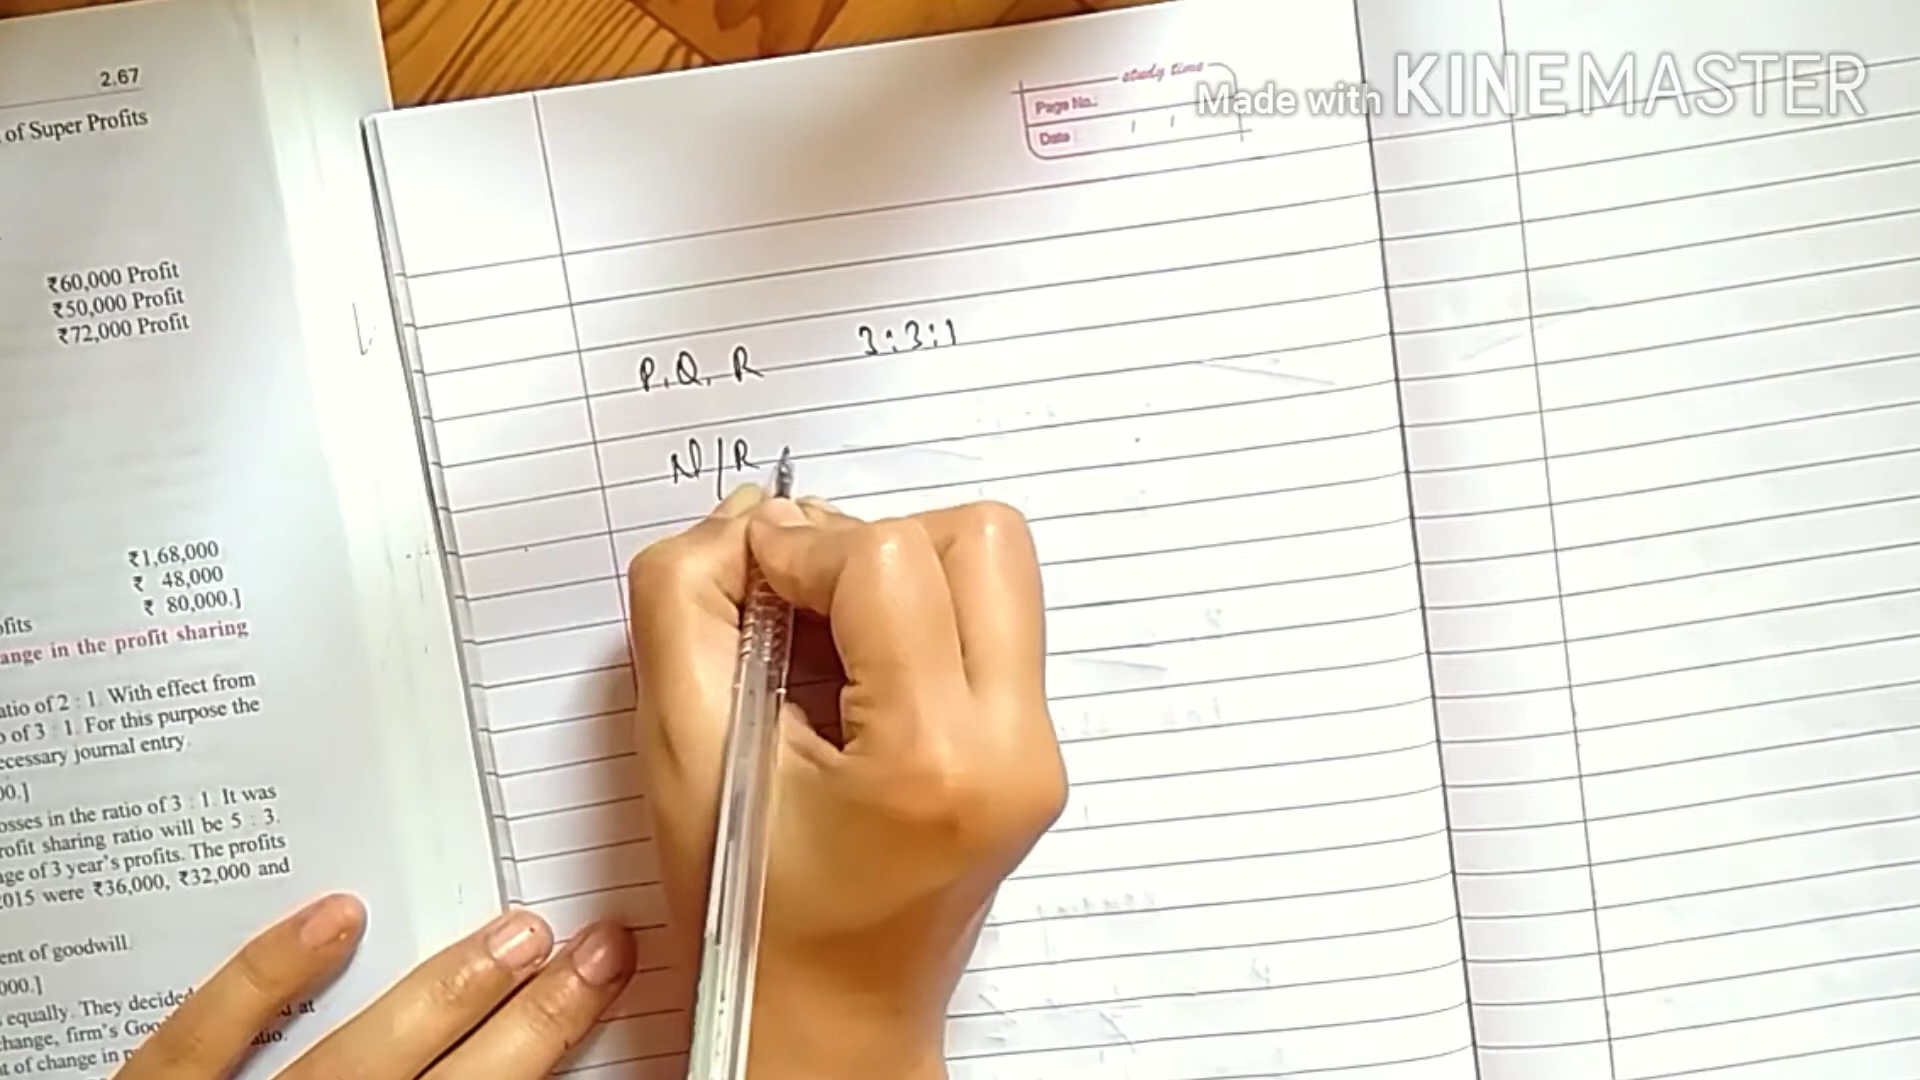 2.67
of Super Profits
₹60,000 Profit
₹50,000 Profit
₹72,000 Profit
₹1,68,000
₹ 48,000
₹ 80,000.]
ofits
ange in the profit sharing
atio of 2 : 1. With effect from
o of 3 : 1. For this purpose the
ecessary journal entry.
00.]
osses in the ratio of 3 : 1. It was
rofit sharing ratio will be 5 : 3.
age of 3 year's profits. The profits
2015 were ₹36,000, ₹32,000 and
ent of goodwill.
000.]
equally. They decided at
hange, firm's Goo atio.
t of change in p
study time
Page No.:
Date :
Made with KINEMASTER
P, Q, R 3:3:1
N/R